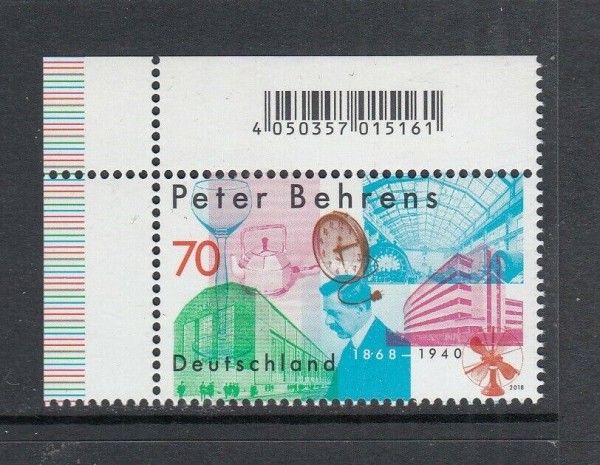 4 050357 015161
Peter Behrens
70
Deutschland 1868 – 1940
2018